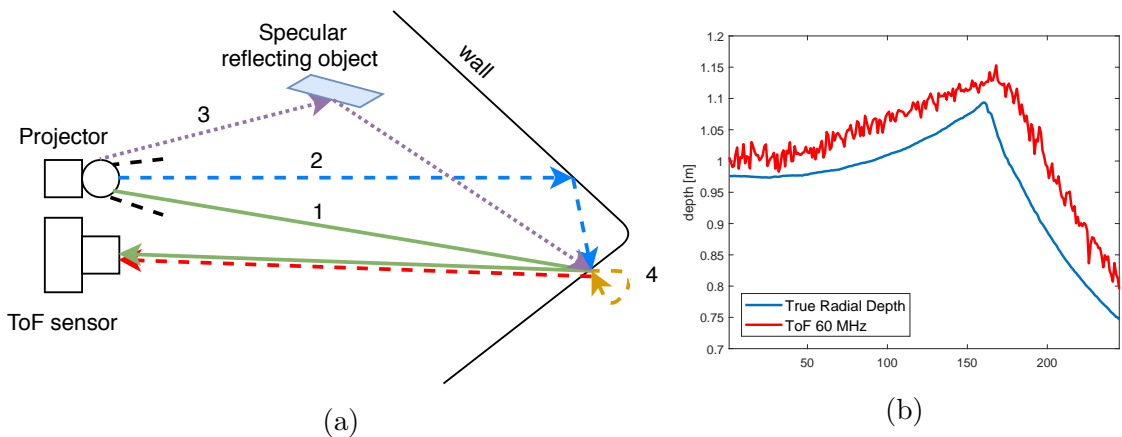 Specular
reflecting object
wall
3
Projector
2
1
4
ToF sensor
(a)
1.2
1.15
1.1
1.05
1
0.95
0.9
0.85
0.8
0.75
0.7
depth [m]
True Radial Depth
ToF 60 MHz
50
100
150
200
(b)